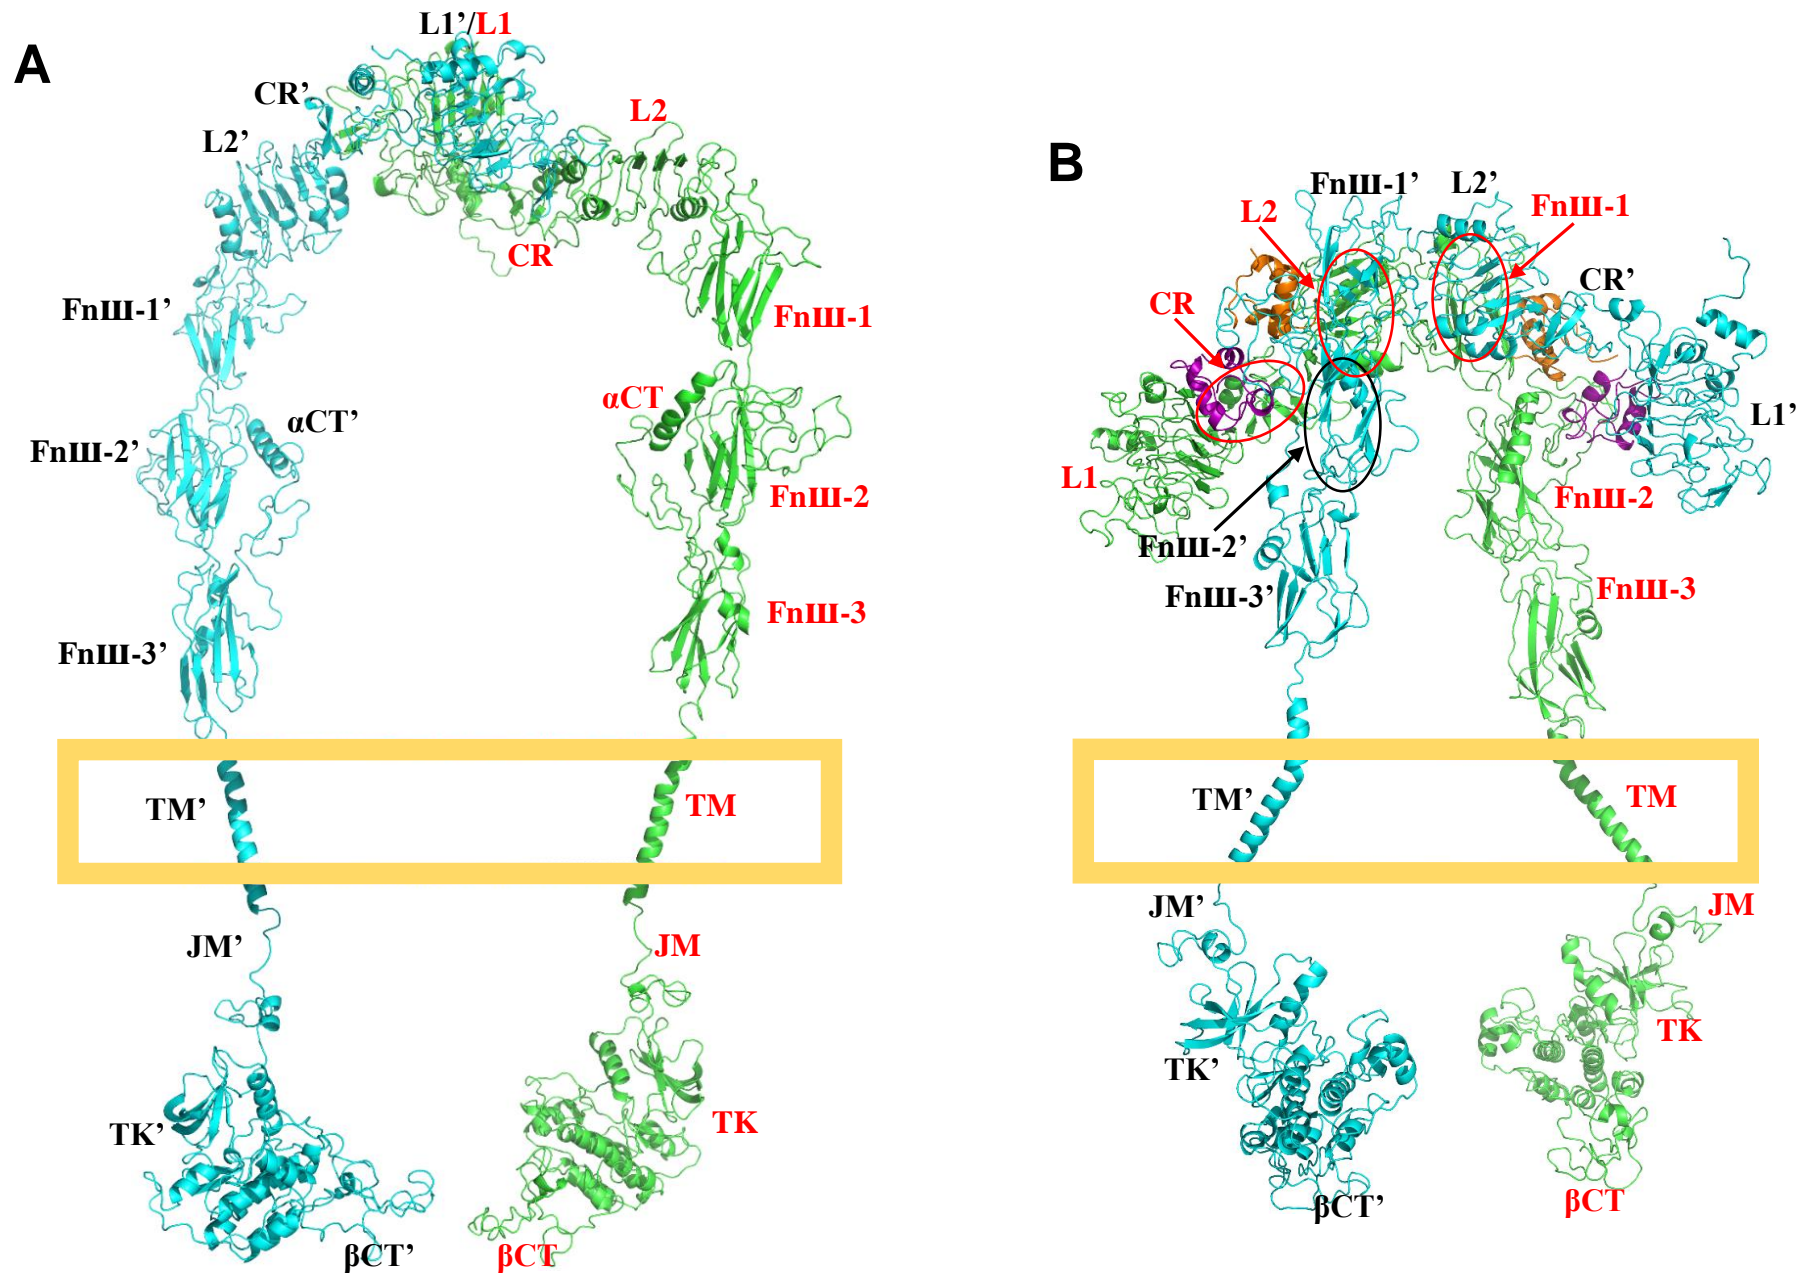 A
L1’/L1
CR’
L2
L2’
CR
FnШ-1’
FnШ-1
αCT
αCT’
FnШ-2’
FnШ-2
FnШ-3
FnШ-3’
TM’
TM
JM’
JM
TK
TK’
βCT’
βCT
B
FnШ-1’
L2’
L2
FnШ-1
CR’
CR
L1’
L1
FnШ-2
FnШ-2’
FnШ-3
FnШ-3’
TM’
TM
JM’
JM
TK
TK’
βCT’
βCT